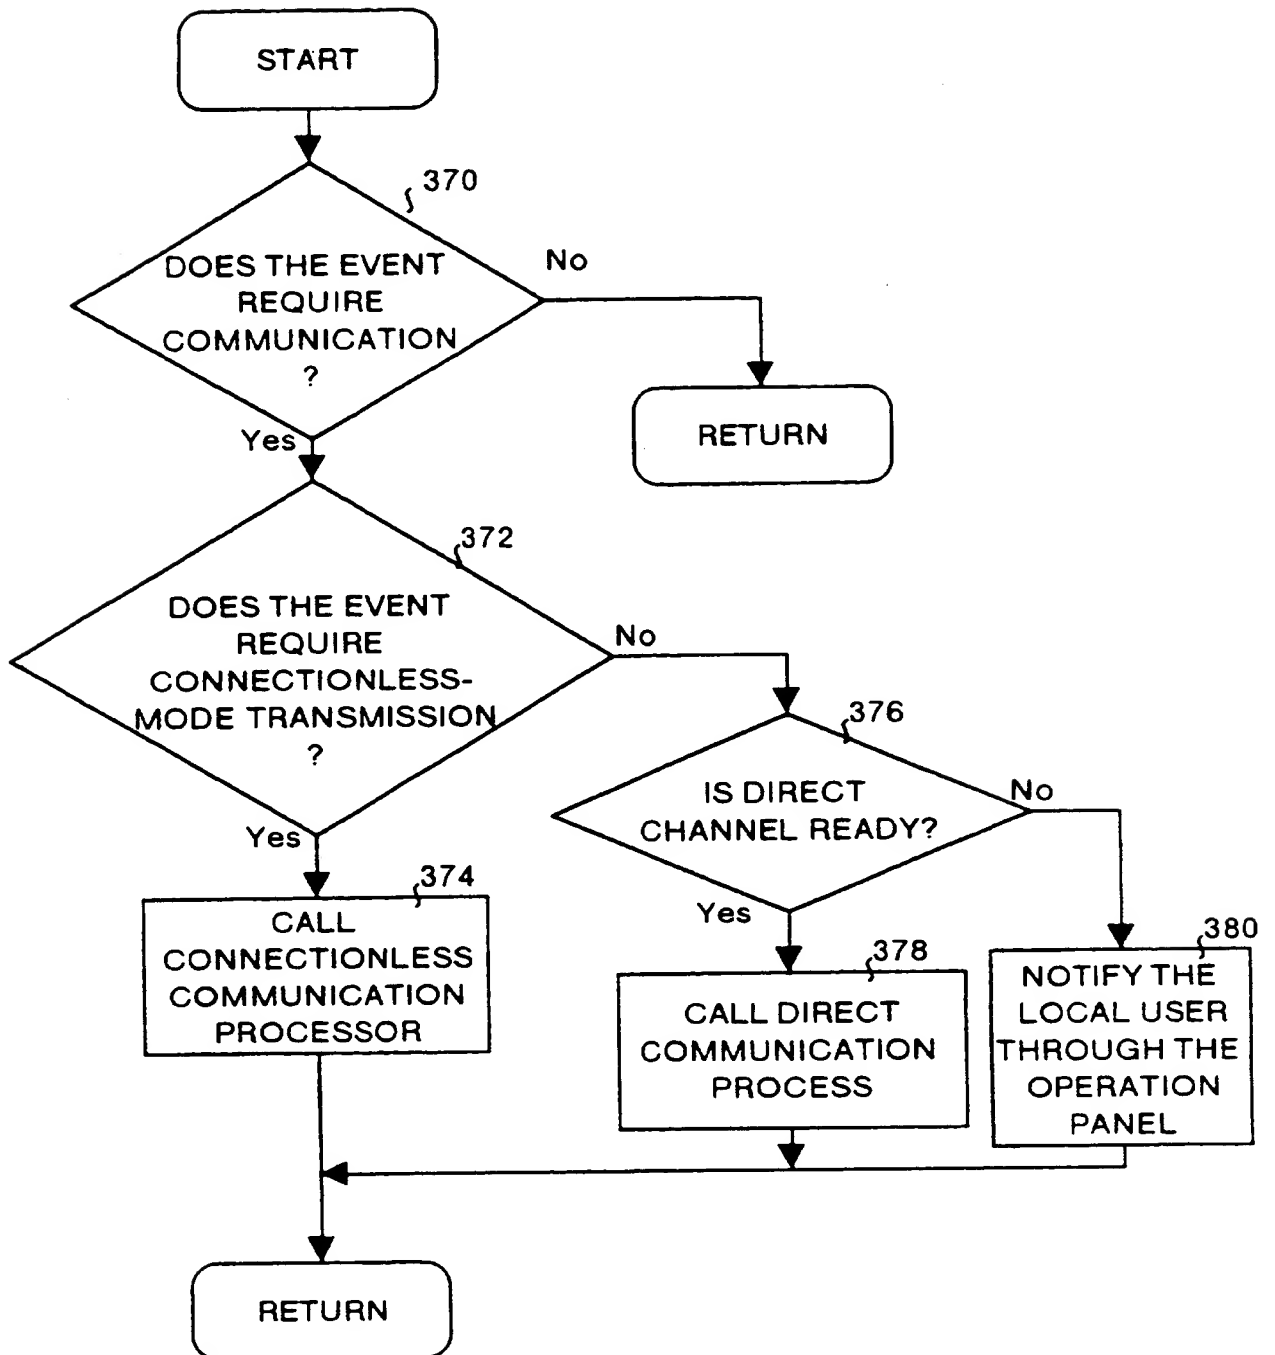 START
370
DOES THE EVENT
REQUIRE
COMMUNICATION
?
No
RETURN
Yes
372
DOES THE EVENT
REQUIRE
CONNECTIONLESS-
MODE TRANSMISSION
?
No
Yes
376
IS DIRECT
CHANNEL READY?
No
Yes
374
CALL
CONNECTIONLESS
COMMUNICATION
PROCESSOR
378
CALL DIRECT
COMMUNICATION
PROCESS
380
NOTIFY THE
LOCAL USER
THROUGH THE
OPERATION
PANEL
RETURN